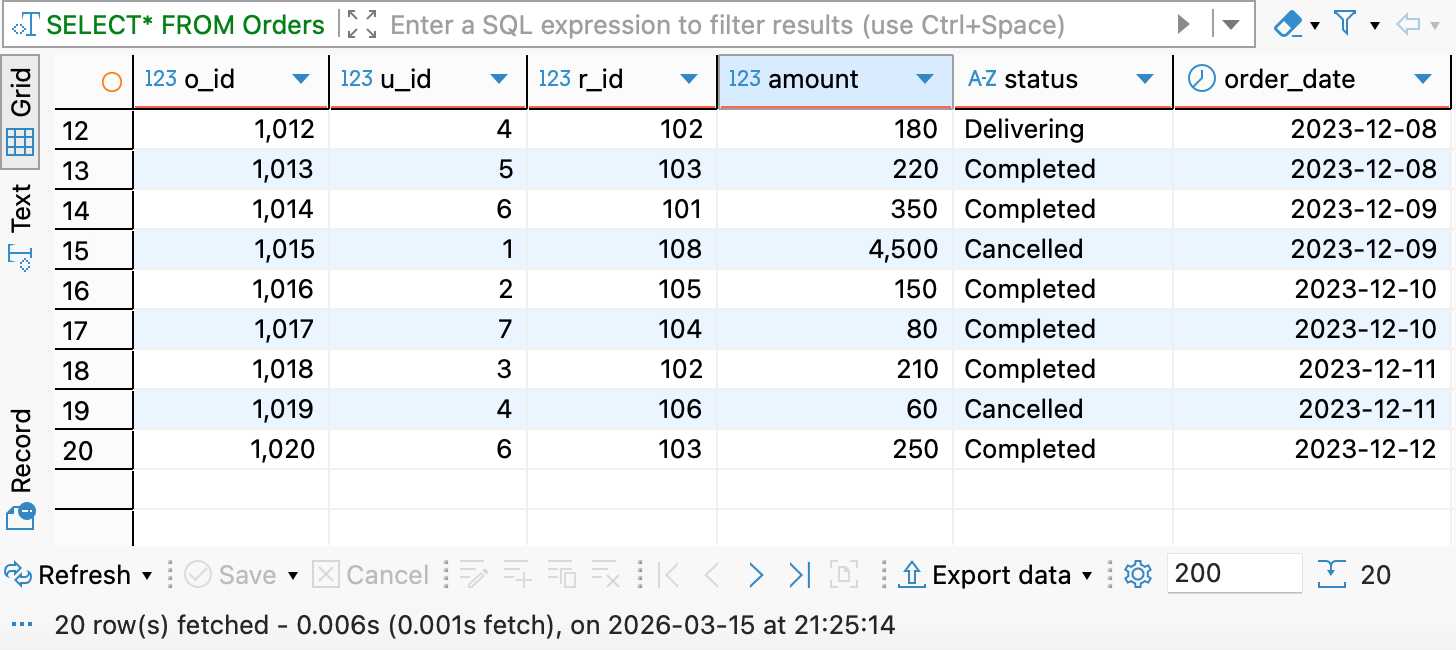 SELECT* FROM Orders Enter a SQL expression to filter results (use Ctrl+Space)
Grid
Text
Record
123 o_id 123 u_id 123 r_id 123 amount A-Z status order_date
12 1,012 4 102 180 Delivering 2023-12-08
13 1,013 5 103 220 Completed 2023-12-08
14 1,014 6 101 350 Completed 2023-12-09
15 1,015 1 108 4,500 Cancelled 2023-12-09
16 1,016 2 105 150 Completed 2023-12-10
17 1,017 7 104 80 Completed 2023-12-10
18 1,018 3 102 210 Completed 2023-12-11
19 1,019 4 106 60 Cancelled 2023-12-11
20 1,020 6 103 250 Completed 2023-12-12
Refresh Save Cancel Export data 200 20
20 row(s) fetched - 0.006s (0.001s fetch), on 2026-03-15 at 21:25:14